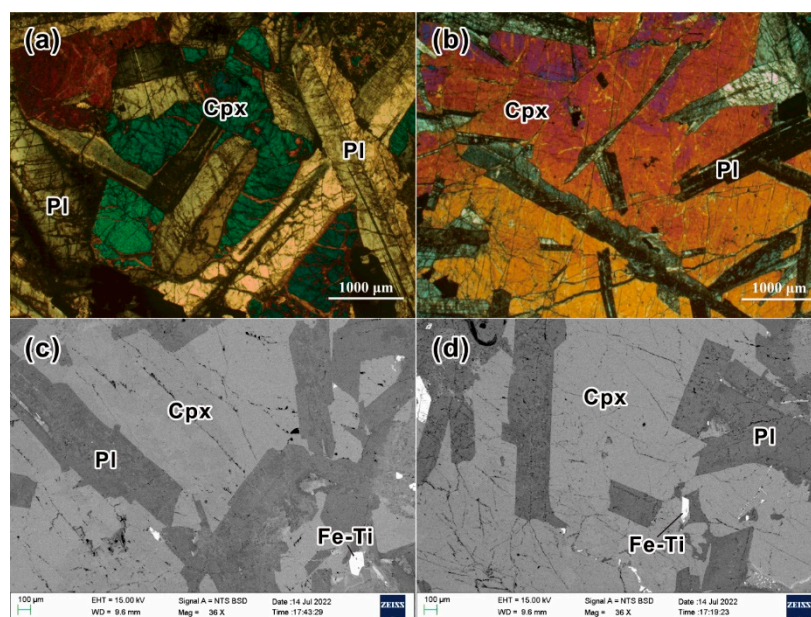 (a)
Cpx
Pl
Pl
1000 μm
(b)
Cpx
Pl
1000 μm
(c)
Cpx
Pl
Fe-Ti
100 μm
EHT = 15.00 kV
WD = 9.6 mm
Signal A = NTS BSD
Mag = 36 X
Date :14 Jul 2022
Time :17:43:29
ZEISS
(d)
Cpx
Pl
Fe-Ti
100 μm
EHT = 15.00 kV
WD = 9.6 mm
Signal A = NTS BSD
Mag = 36 X
Date :14 Jul 2022
Time :17:19:23
ZEISS